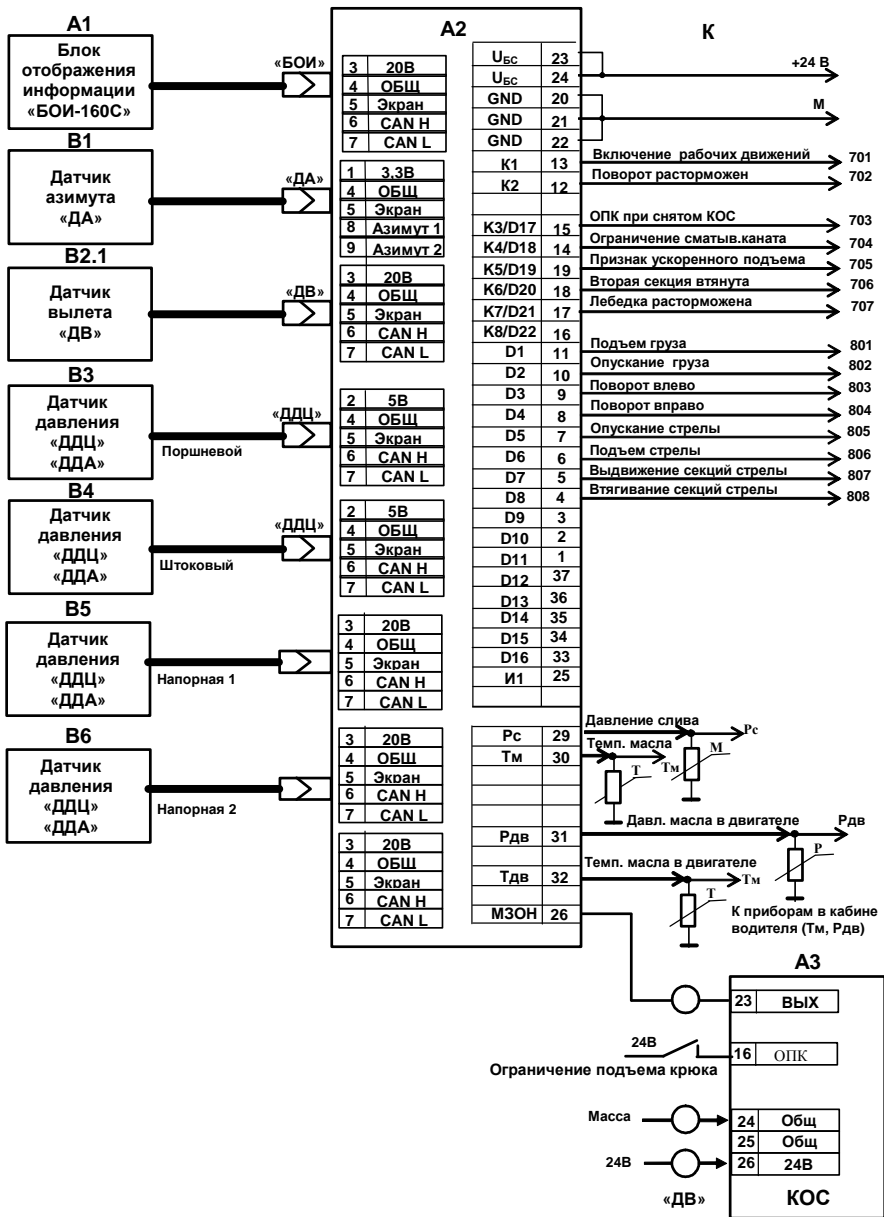 А1
Блок
отображения
информации
«БОИ-160С»
«БОИ»
В1
Датчик
азимута
«ДА»
«ДА»
В2.1
Датчик
вылета
«ДВ»
«ДВ»
В3
Датчик
давления
«ДДЦ»
«ДДА»
Поршневой
«ДДЦ»
В4
Датчик
давления
«ДДЦ»
«ДДА»
Штоковый
«ДДЦ»
В5
Датчик
давления
«ДДЦ»
«ДДА»
Напорная 1
В6
Датчик
давления
«ДДЦ»
«ДДА»
Напорная 2
А2
3 20В
4 ОБЩ
5 Экран
6 CAN H
7 CAN L
1 3,3В
4 ОБЩ
5 Экран
8 Азимут 1
9 Азимут 2
3 20В
4 ОБЩ
5 Экран
6 CAN H
7 CAN L
2 5В
4 ОБЩ
5 Экран
6 CAN H
7 CAN L
2 5В
4 ОБЩ
5 Экран
6 CAN H
7 CAN L
3 20В
4 ОБЩ
5 Экран
6 CAN H
7 CAN L
3 20В
4 ОБЩ
5 Экран
6 CAN H
7 CAN L
3 20В
4 ОБЩ
5 Экран
6 CAN H
7 CAN L
К
UБС 23
UБС 24
+24 В
GND 20
GND 21
М
GND 22
К1 13 Включение рабочих движений 701
К2 12 Поворот расторможен 702
K3/D17 15 ОПК при снятом КОС 703
K4/D18 14 Ограничение сматыв.каната 704
K5/D19 19 Признак ускоренного подъема 705
K6/D20 18 Вторая секция втянута 706
K7/D21 17 Лебедка расторможена 707
K8/D22 16
D1 11 Подъем груза 801
D2 10 Опускание груза 802
D3 9 Поворот влево 803
D4 8 Поворот вправо 804
D5 7 Опускание стрелы 805
D6 6 Подъем стрелы 806
D7 5 Выдвижение секций стрелы 807
D8 4 Втягивание секций стрелы 808
D9 3
D10 2
D11 1
D12 37
D13 36
D14 35
D15 34
D16 33
И1 25
Рс 29 Давление слива Рс
М
Тм 30 Темп. масла Тм
Т
Рдв 31 Давл. масла в двигателе Рдв
Р
Тдв 32 Темп. масла в двигателе Тм
Т
МЗОН 26
К приборам в кабине
водителя (Тм, Рдв)
А3
23 ВЫХ
24В
16 ОПК
Ограничение подъема крюка
Масса
24 Общ
25 Общ
24В
26 24В
«ДВ»
КОС